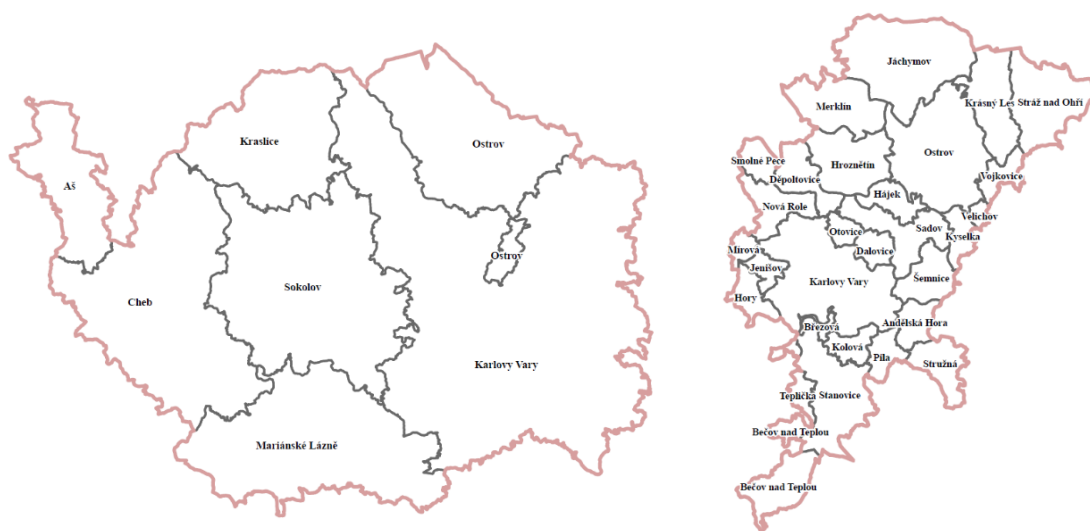 Kraslice
Ostrov
Aš
Ostrov
Cheb
Sokolov
Karlovy Vary
Mariánské Lázně
Jáchymov
Merklín
Krásný Les
Stráž nad Ohří
Ostrov
Smolné Pece
Hroznětín
Děpoltovice
Vojkovice
Hájek
Nová Role
Velichov
Otovice
Sadov
Kyselka
Mírová
Dalovice
Jenišov
Karlovy Vary
Šemnice
Hory
Březová
Andělská Hora
Kolová
Pila
Stružná
Teplička
Stanovice
Bečov nad Teplou
Bečov nad Teplou